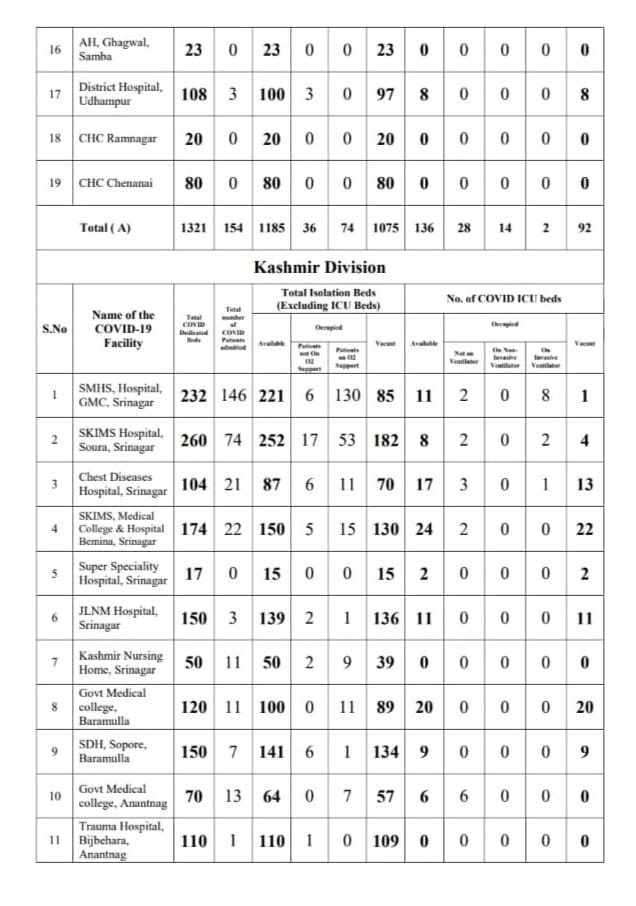 16 AH, Ghagwal, Samba 23 0 23 0 0 23 0 0 0 0 0
17 District Hospital, Udhampur 108 3 100 3 0 97 8 0 0 0 8
18 CHC Ramnagar 20 0 20 0 0 20 0 0 0 0 0
19 CHC Chenanai 80 0 80 0 0 80 0 0 0 0 0
Total ( A) 1321 154 1185 36 74 1075 136 28 14 2 92
Kashmir Division
S.No
Name of the COVID-19 Facility
Total COVID Dedicated Beds
Total number of COVID Patients admitted
Total Isolation Beds (Excluding ICU Beds)
Available
Occupied
Patients not On O2 Support
Patients on O2 Support
Vacant
No. of COVID ICU beds
Available
Occupied
Not on Ventilator
On Non-Invasive Ventilator
On Invasive Ventilator
Vacant
1 SMHS, Hospital, GMC, Srinagar 232 146 221 6 130 85 11 2 0 8 1
2 SKIMS Hospital, Soura, Srinagar 260 74 252 17 53 182 8 2 0 2 4
3 Chest Diseases Hospital, Srinagar 104 21 87 6 11 70 17 3 0 1 13
4 SKIMS, Medical College & Hospital Bemina, Srinagar 174 22 150 5 15 130 24 2 0 0 22
5 Super Speciality Hospital, Srinagar 17 0 15 0 0 15 2 0 0 0 2
6 JLNM Hospital, Srinagar 150 3 139 2 1 136 11 0 0 0 11
7 Kashmir Nursing Home, Srinagar 50 11 50 2 9 39 0 0 0 0 0
8 Govt Medical college, Baramulla 120 11 100 0 11 89 20 0 0 0 20
9 SDH, Sopore, Baramulla 150 7 141 6 1 134 9 0 0 0 9
10 Govt Medical college, Anantnag 70 13 64 0 7 57 6 6 0 0 0
11 Trauma Hospital, Bijbehara, Anantnag 110 1 110 1 0 109 0 0 0 0 0